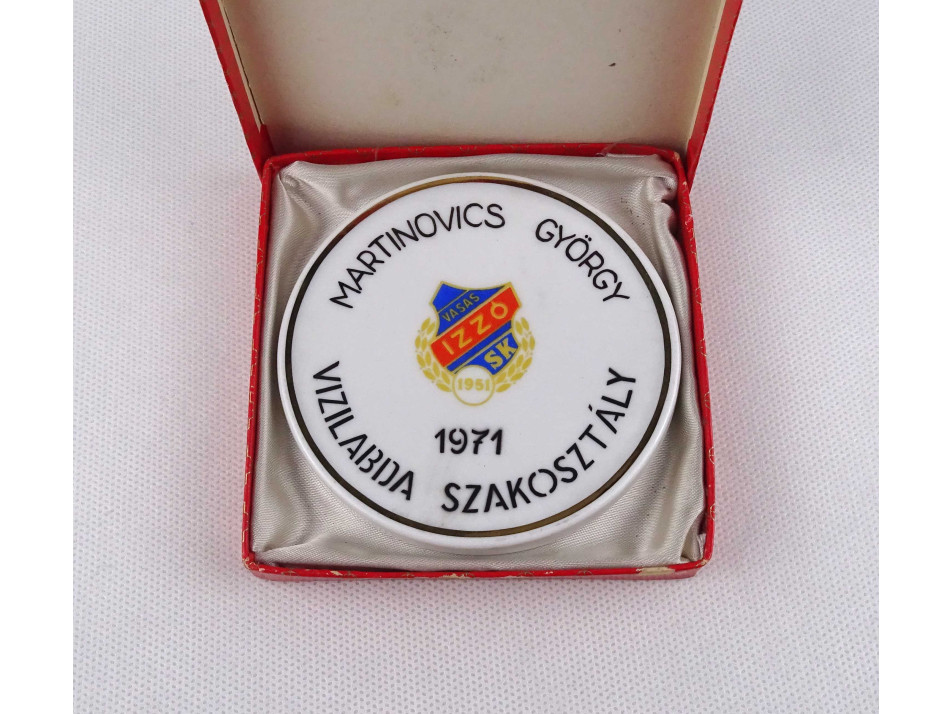 MARTINOVICS GYÖRGY
VASAS
IZZÓ
SK
1951
1971
VIZILABDA SZAKOSZTÁLY